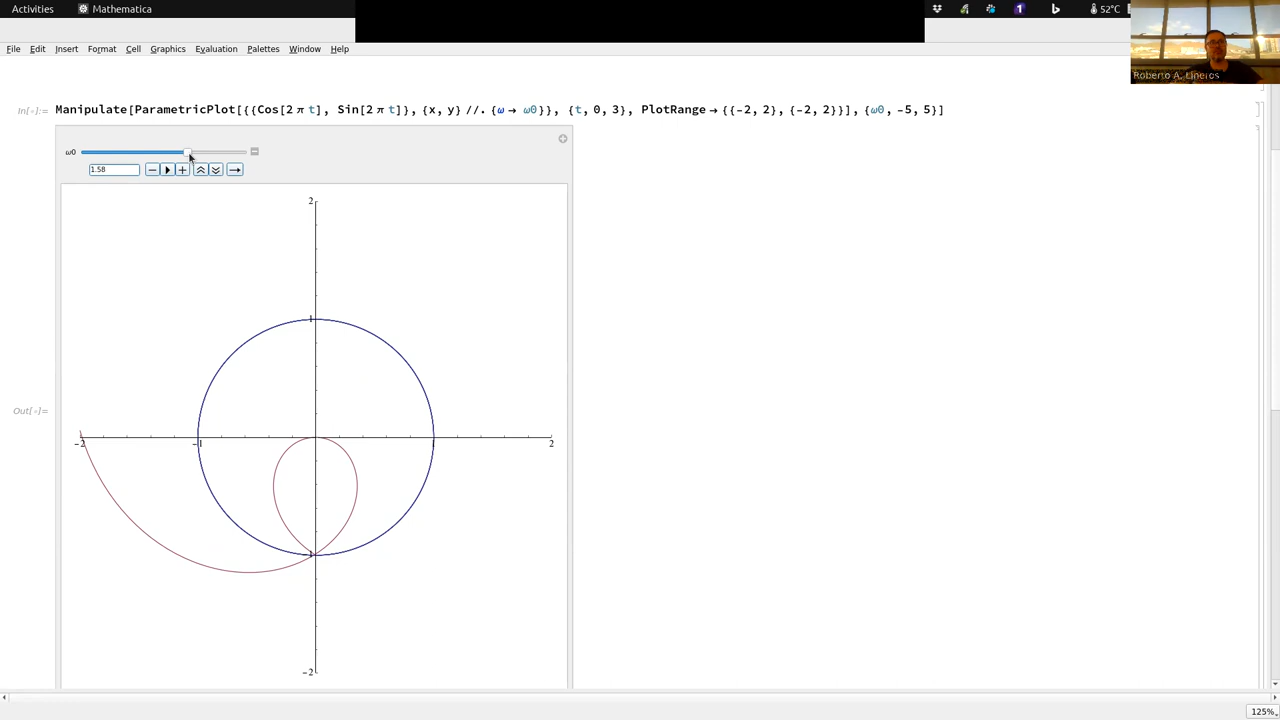 Activities Mathematica 1 52°C
File Edit Insert Format Cell Graphics Evaluation Palettes Window Help
Roberto A. Lineros
In[◦]:= Manipulate[ParametricPlot[{{Cos[2 π t], Sin[2 π t]}, {x, y} //. {ω → ω0}}, {t, 0, 3}, PlotRange → {{-2, 2}, {-2, 2}}], {ω0, -5, 5}]
ω0
1.58
2
1
Out[◦]=
-2 -1 2
-2
125%